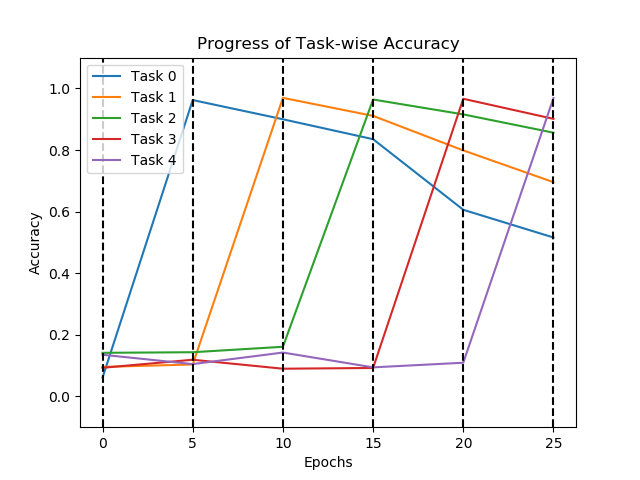 Progress of Task-wise Accuracy
Task 0
Task 1
Task 2
Task 3
Task 4
Accuracy
1.0
0.8
0.6
0.4
0.2
0.0
0 5 10 15 20 25
Epochs